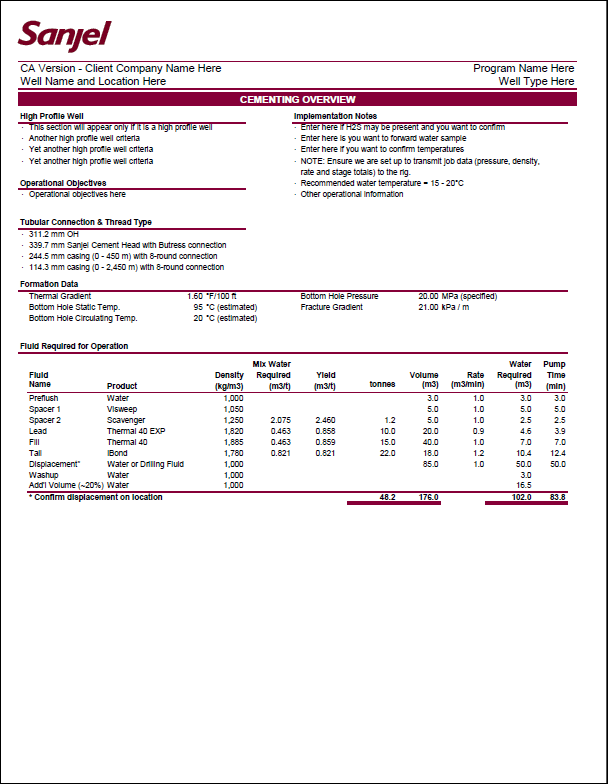 Sanjel
CA Version - Client Company Name Here Program Name Here
Well Name and Location Here Well Type Here
CEMENTING OVERVIEW
High Profile Well
· This section will appear only if it is a high profile well
· Another high profile well criteria
· Yet another high profile well criteria
· Yet another high profile well criteria
Implementation Notes
· Enter here if H2S may be present and you want to confirm
· Enter here is you want to forward water sample
· Enter here if you want to confirm temperatures
· NOTE: Ensure we are set up to transmit job data (pressure, density,
rate and stage totals) to the rig.
· Recommended water temperature = 15 - 20°C
· Other operational information
Operational Objectives
· Operational objectives here
Tubular Connection & Thread Type
· 311.2 mm OH
· 339.7 mm Sanjel Cement Head with Butress connection
· 244.5 mm casing (0 - 450 m) with 8-round connection
· 114.3 mm casing (0 - 2,450 m) with 8-round connection
Formation Data
Thermal Gradient 1.60 °F/100 ft Bottom Hole Pressure 20.00 MPa (specified)
Bottom Hole Static Temp. 95 °C (estimated) Fracture Gradient 21.00 kPa / m
Bottom Hole Circulating Temp. 20 °C (estimated)
Fluid Required for Operation
Mix Water Water Pump
Fluid Density Required Yield Volume Rate Required Time
Name Product (kg/m3) (m3/t) (m3/t) tonnes (m3) (m3/min) (m3) (min)
Preflush Water 1,000 3.0 1.0 3.0 3.0
Spacer 1 Visweep 1,050 5.0 1.0 5.0 5.0
Spacer 2 Scavenger 1,250 2.075 2.460 1.2 5.0 1.0 2.5 2.5
Lead Thermal 40 EXP 1,820 0.463 0.858 10.0 20.0 0.9 4.6 3.9
Fill Thermal 40 1,885 0.463 0.859 15.0 40.0 1.0 7.0 7.0
Tail IBond 1,780 0.821 0.821 22.0 18.0 1.2 10.4 12.4
Displacement* Water or Drilling Fluid 1,000 85.0 1.0 50.0 50.0
Washup Water 1,000 3.0
Add'l Volume (~20%) Water 1,000 16.5
* Confirm displacement on location 48.2 176.0 102.0 83.8